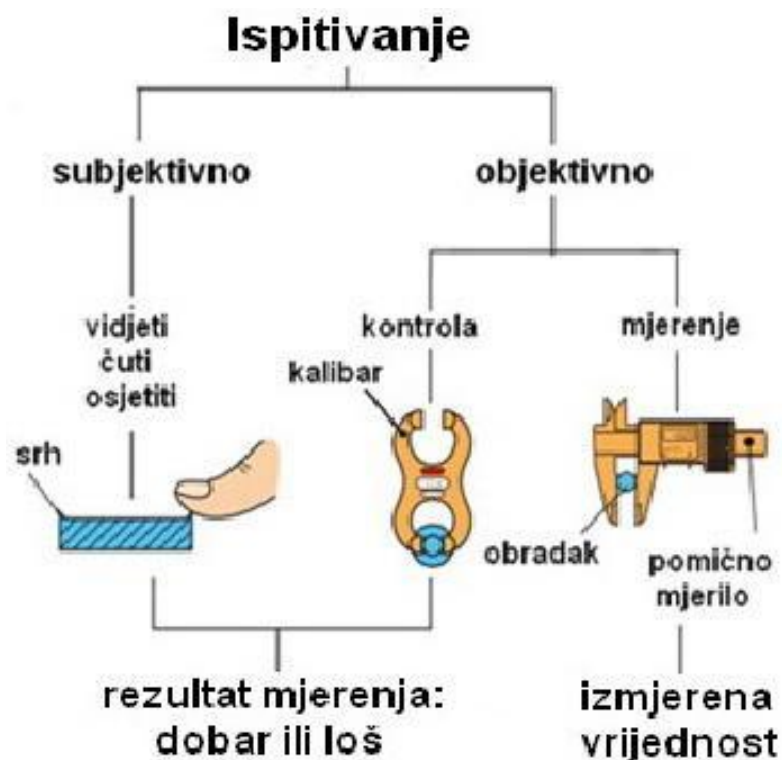 Ispitivanje
subjektivno
objektivno
vidjeti
čuti
osjetiti
kontrola
mjerenje
kalibar
srh
obradak
pomično
mjerilo
rezultat mjerenja:
dobar ili loš
izmjerena
vrijednost